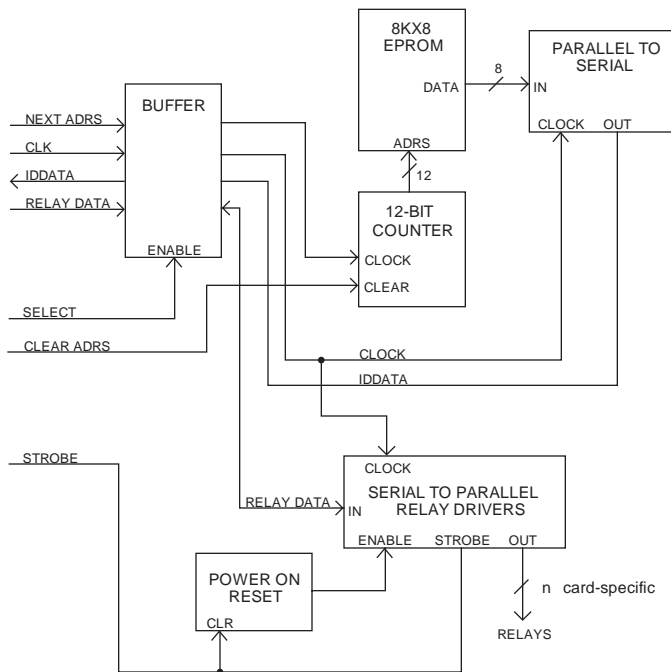 8KX8
EPROM
DATA
ADRS
8
PARALLEL TO
SERIAL
IN
CLOCK
OUT
BUFFER
ENABLE
NEXT ADRS
CLK
IDDATA
RELAY DATA
SELECT
CLEAR ADRS
STROBE
12
12-BIT
COUNTER
CLOCK
CLEAR
CLOCK
IDDATA
RELAY DATA
CLOCK
SERIAL TO PARALLEL
RELAY DRIVERS
IN
ENABLE
STROBE
OUT
POWER ON
RESET
CLR
n card-specific
RELAYS